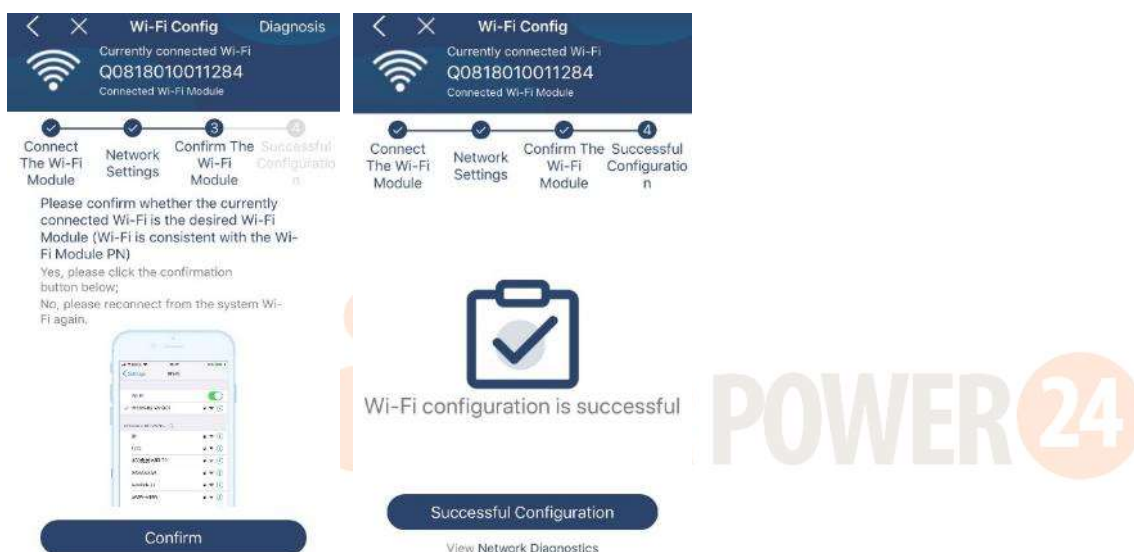 Wi-Fi Config
Diagnosis
Currently connected Wi-Fi
Q0818010011284
Connected Wi-Fi Module
3
4
Connect
The Wi-Fi
Module
Network
Settings
Confirm The
Wi-Fi
Module
Successful
Configuratio
n
Please confirm whether the currently
connected Wi-Fi is the desired Wi-Fi
Module (Wi-Fi is consistent with the Wi-
Fi Module PN)
Yes, please click the confirmation
button below;
No, please reconnect from the system Wi-
Fi again.
Confirm
Wi-Fi Config
Currently connected Wi-Fi
Q0818010011284
Connected Wi-Fi Module
4
Connect
The Wi-Fi
Module
Network
Settings
Confirm The
Wi-Fi
Module
Successful
Configuratio
n
Wi-Fi configuration is successful
Successful Configuration
View Network Diagnostics
POWER 24